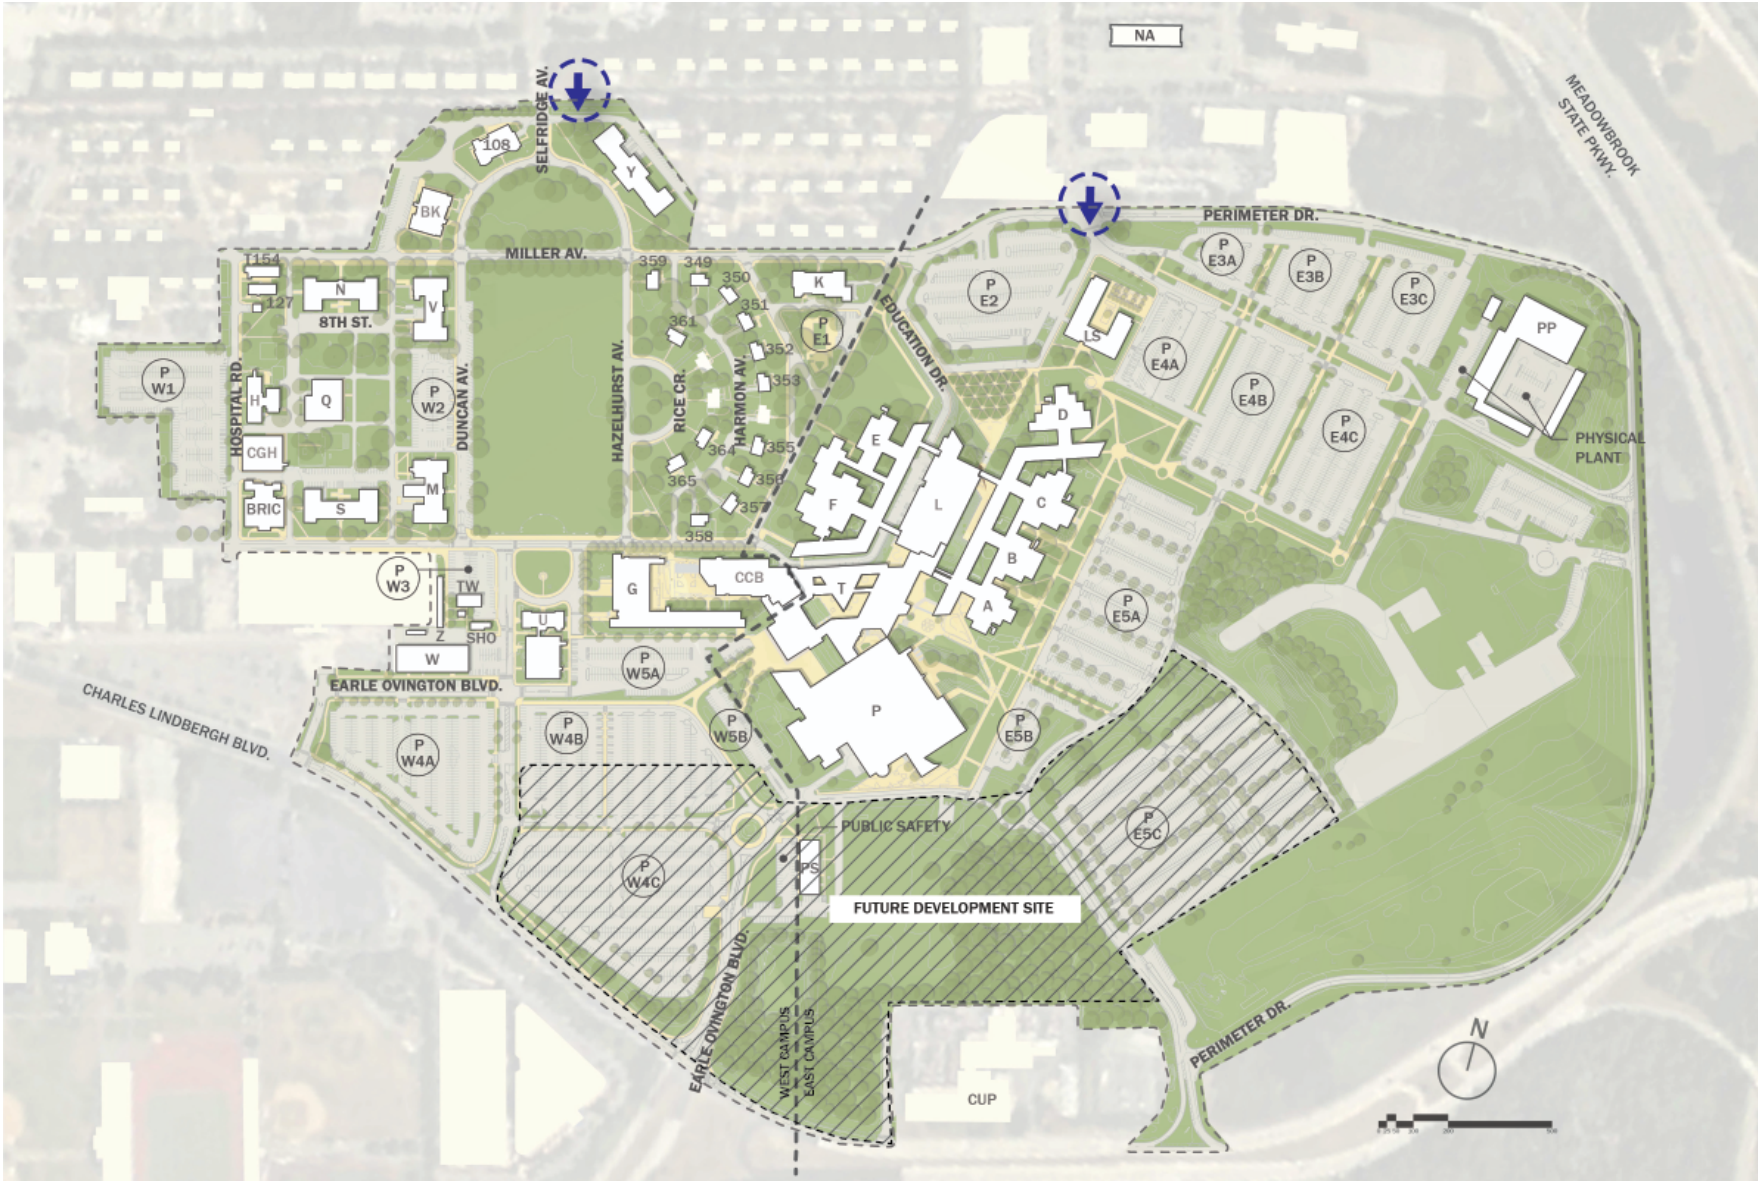 NA
MEADOWBROOK
STATE PKWY.
SELFRIDGE AV.
108
Y
BK
PERIMETER DR.
MILLER AV.
T154
127
N
V
8TH ST.
359
349
350
351
352
353
355
356
357
358
361
364
365
K
P
E1
P
E2
P
E3A
P
E3B
P
E3C
LS
PP
P
E4A
P
E4B
P
E4C
PHYSICAL
PLANT
P
W1
HOSPITAL RD.
H
Q
P
W2
DUNCAN AV.
HAZELHURST AV.
RICE CR.
HARMON AV.
EDUCATION DR.
CGH
BRIC
S
M
D
E
F
L
C
B
A
T
CCB
G
P
W3
TW
Z
SHO
U
W
P
E5A
P
W5A
EARLE OVINGTON BLVD.
CHARLES LINDBERGH BLVD.
P
W4A
P
W4B
P
W5B
P
P
E5B
P
E5C
PUBLIC SAFETY
PS
P
W4C
FUTURE DEVELOPMENT SITE
EARLE OVINGTON BLVD.
WEST CAMPUS
EAST CAMPUS
CUP
PERIMETER DR.
N
100
200
500